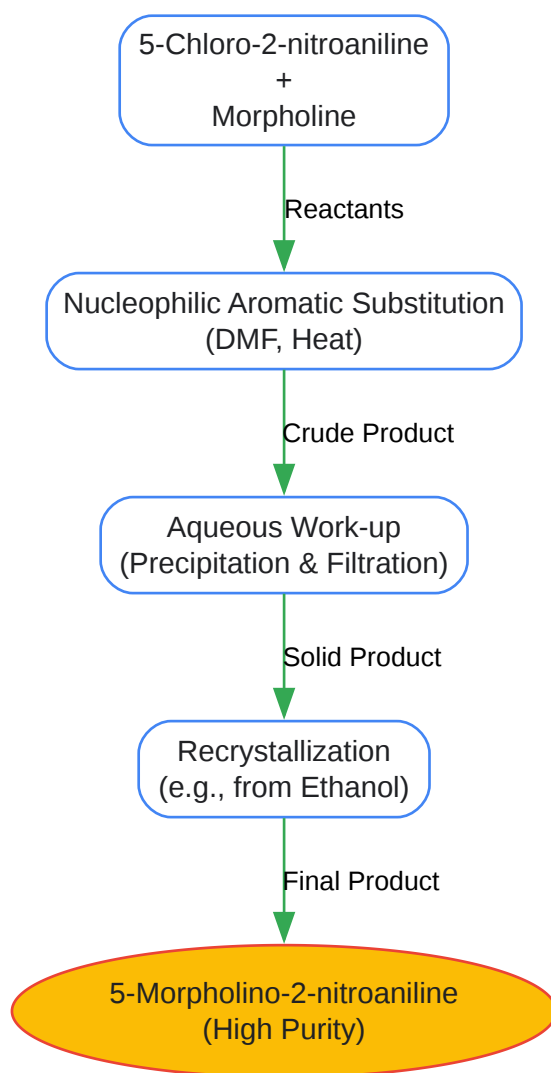 5-Chloro-2-nitroaniline
+
Morpholine
Reactants
Nucleophilic Aromatic Substitution
(DMF, Heat)
Crude Product
Aqueous Work-up
(Precipitation & Filtration)
Solid Product
Recrystallization
(e.g., from Ethanol)
Final Product
5-Morpholino-2-nitroaniline
(High Purity)